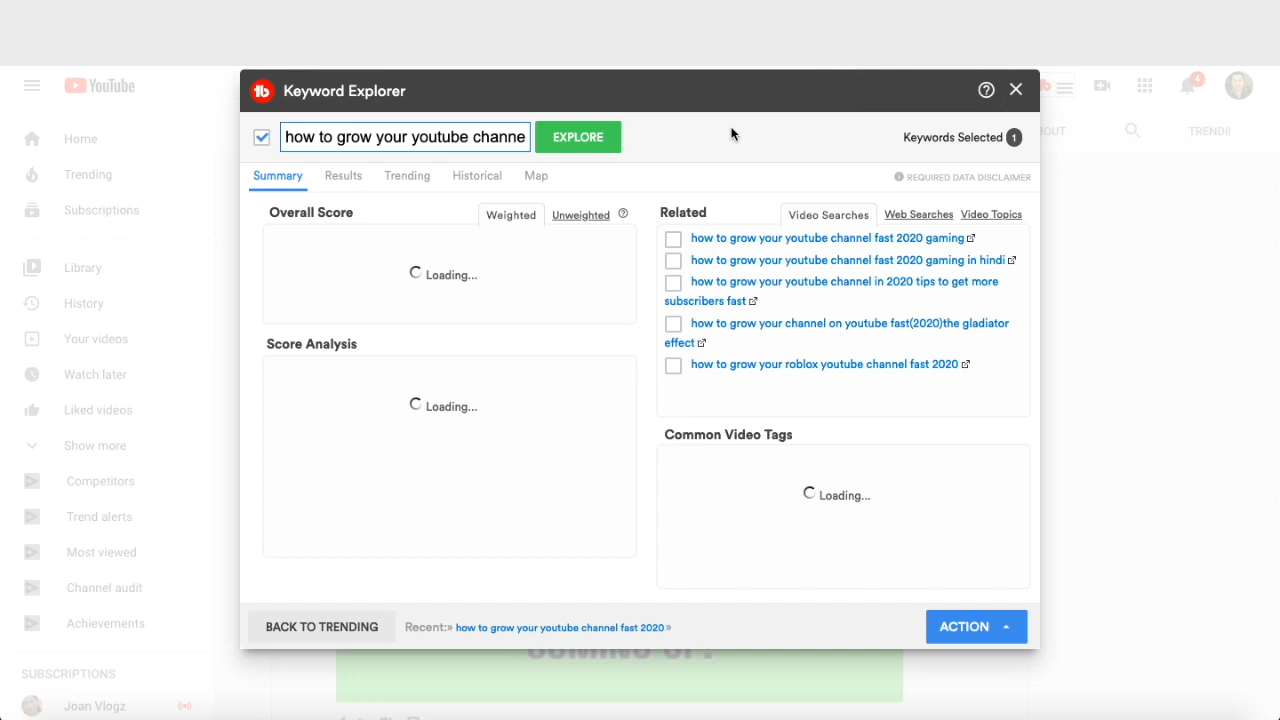 YouTube
Home
Trending
Subscriptions
Library
History
Your videos
Watch later
Liked videos
Show more
Competitors
Trend alerts
Most viewed
Channel audit
Achievements
SUBSCRIPTIONS
Joan Vlogz
tb Keyword Explorer
how to grow your youtube channe
EXPLORE
Keywords Selected 1
Summary
Results
Trending
Historical
Map
REQUIRED DATA DISCLAIMER
Overall Score
Weighted
Unweighted
Loading...
Score Analysis
Loading...
Related
Video Searches
Web Searches
Video Topics
how to grow your youtube channel fast 2020 gaming
how to grow your youtube channel fast 2020 gaming in hindi
how to grow your youtube channel in 2020 tips to get more
subscribers fast
how to grow your channel on youtube fast(2020)the gladiator
effect
how to grow your roblox youtube channel fast 2020
Common Video Tags
Loading...
BACK TO TRENDING
Recent:» how to grow your youtube channel fast 2020 »
ACTION
4
BOUT
TRENDII